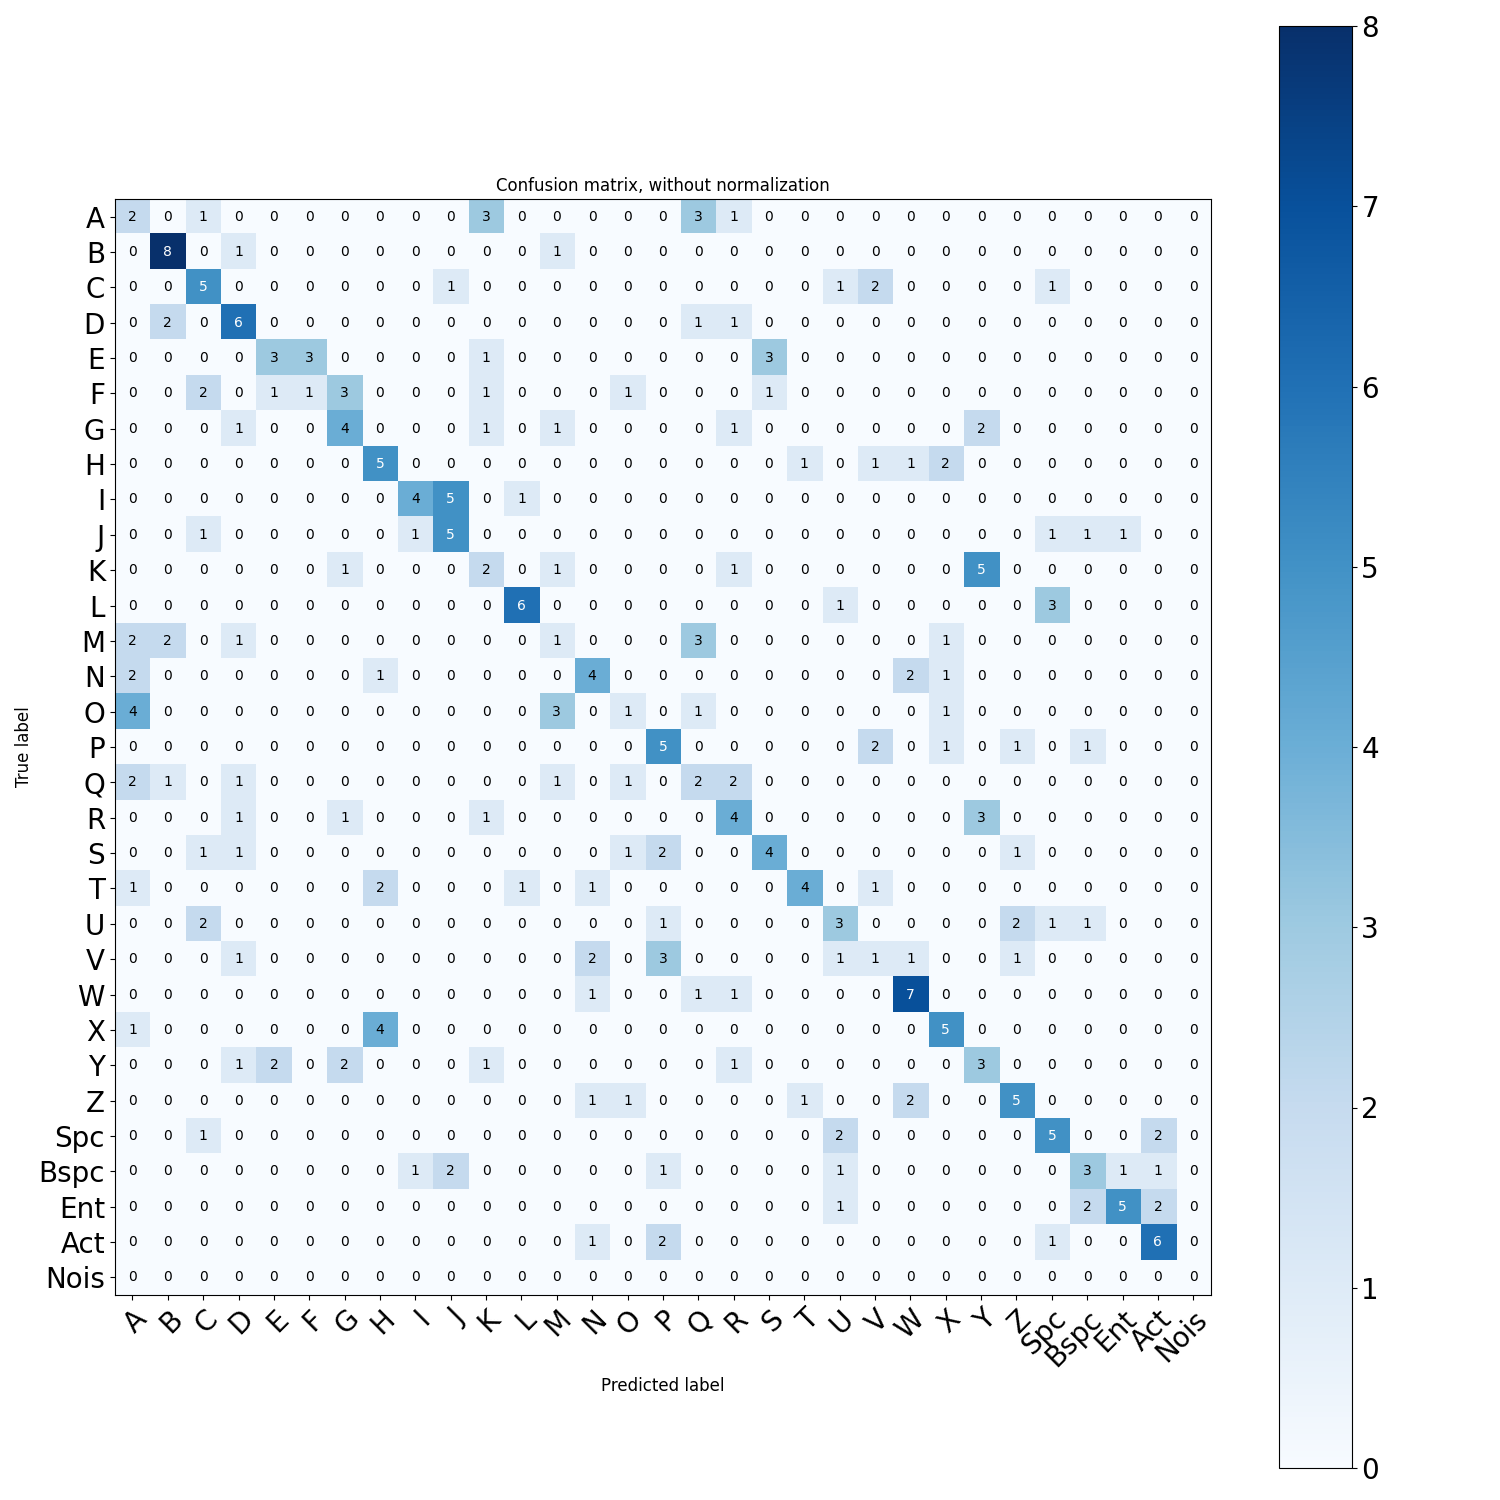 Confusion matrix, without normalization
A 2 0 1 0 0 0 0 0 0 0 3 0 0 0 0 0 3 1 0 0 0 0 0 0 0 0 0 0 0 0 0
B 0 8 0 1 0 0 0 0 0 0 0 0 1 0 0 0 0 0 0 0 0 0 0 0 0 0 0 0 0 0 0
C 0 0 5 0 0 0 0 0 0 1 0 0 0 0 0 0 0 0 0 0 1 2 0 0 0 0 1 0 0 0 0
D 0 2 0 6 0 0 0 0 0 0 0 0 0 0 0 0 1 1 0 0 0 0 0 0 0 0 0 0 0 0 0
E 0 0 0 0 3 3 0 0 0 0 1 0 0 0 0 0 0 0 3 0 0 0 0 0 0 0 0 0 0 0 0
F 0 0 2 0 1 1 3 0 0 0 1 0 0 0 1 0 0 0 1 0 0 0 0 0 0 0 0 0 0 0 0
G 0 0 0 1 0 0 4 0 0 0 1 0 1 0 0 0 0 1 0 0 0 0 0 0 2 0 0 0 0 0 0
H 0 0 0 0 0 0 0 5 0 0 0 0 0 0 0 0 0 0 0 1 0 1 1 2 0 0 0 0 0 0 0
I 0 0 0 0 0 0 0 0 4 5 0 1 0 0 0 0 0 0 0 0 0 0 0 0 0 0 0 0 0 0 0
J 0 0 1 0 0 0 0 0 1 5 0 0 0 0 0 0 0 0 0 0 0 0 0 0 0 0 1 1 1 0 0
K 0 0 0 0 0 0 1 0 0 0 2 0 1 0 0 0 0 1 0 0 0 0 0 0 5 0 0 0 0 0 0
L 0 0 0 0 0 0 0 0 0 0 0 6 0 0 0 0 0 0 0 0 1 0 0 0 0 0 3 0 0 0 0
M 2 2 0 1 0 0 0 0 0 0 0 0 1 0 0 0 3 0 0 0 0 0 0 1 0 0 0 0 0 0 0
N 2 0 0 0 0 0 0 1 0 0 0 0 0 4 0 0 0 0 0 0 0 0 2 1 0 0 0 0 0 0 0
O 4 0 0 0 0 0 0 0 0 0 0 0 3 0 1 0 1 0 0 0 0 0 0 1 0 0 0 0 0 0 0
P 0 0 0 0 0 0 0 0 0 0 0 0 0 0 0 5 0 0 0 0 0 2 0 1 0 1 0 1 0 0 0
Q 2 1 0 1 0 0 0 0 0 0 0 0 1 0 1 0 2 2 0 0 0 0 0 0 0 0 0 0 0 0 0
R 0 0 0 1 0 0 1 0 0 0 1 0 0 0 0 0 0 4 0 0 0 0 0 0 3 0 0 0 0 0 0
S 0 0 1 1 0 0 0 0 0 0 0 0 0 0 1 2 0 0 4 0 0 0 0 0 0 1 0 0 0 0 0
T 1 0 0 0 0 0 0 2 0 0 0 1 0 1 0 0 0 0 0 4 0 1 0 0 0 0 0 0 0 0 0
U 0 0 2 0 0 0 0 0 0 0 0 0 0 0 0 1 0 0 0 0 3 0 0 0 0 2 1 1 0 0 0
V 0 0 0 1 0 0 0 0 0 0 0 0 0 2 0 3 0 0 0 0 1 1 1 0 0 1 0 0 0 0 0
W 0 0 0 0 0 0 0 0 0 0 0 0 0 1 0 0 1 1 0 0 0 0 7 0 0 0 0 0 0 0 0
X 1 0 0 0 0 0 0 4 0 0 0 0 0 0 0 0 0 0 0 0 0 0 0 5 0 0 0 0 0 0 0
Y 0 0 0 1 2 0 2 0 0 0 1 0 0 0 0 0 0 1 0 0 0 0 0 0 3 0 0 0 0 0 0
Z 0 0 0 0 0 0 0 0 0 0 0 0 0 1 1 0 0 0 0 1 0 0 2 0 0 5 0 0 0 0 0
Spc 0 0 1 0 0 0 0 0 0 0 0 0 0 0 0 0 0 0 0 0 2 0 0 0 0 0 5 0 0 2 0
Bspc 0 0 0 0 0 0 0 0 1 2 0 0 0 0 0 1 0 0 0 0 1 0 0 0 0 0 0 3 1 1 0
Ent 0 0 0 0 0 0 0 0 0 0 0 0 0 0 0 0 0 0 0 0 1 0 0 0 0 0 0 2 5 2 0
Act 0 0 0 0 0 0 0 0 0 0 0 0 0 1 0 2 0 0 0 0 0 0 0 0 0 0 1 0 0 6 0
Nois 0 0 0 0 0 0 0 0 0 0 0 0 0 0 0 0 0 0 0 0 0 0 0 0 0 0 0 0 0 0 0
A B C D E F G H I J K L M N O P Q R S T U V W X Y Z Spc Bspc Ent Act Nois
Predicted label
True label
8
7
6
5
4
3
2
1
0